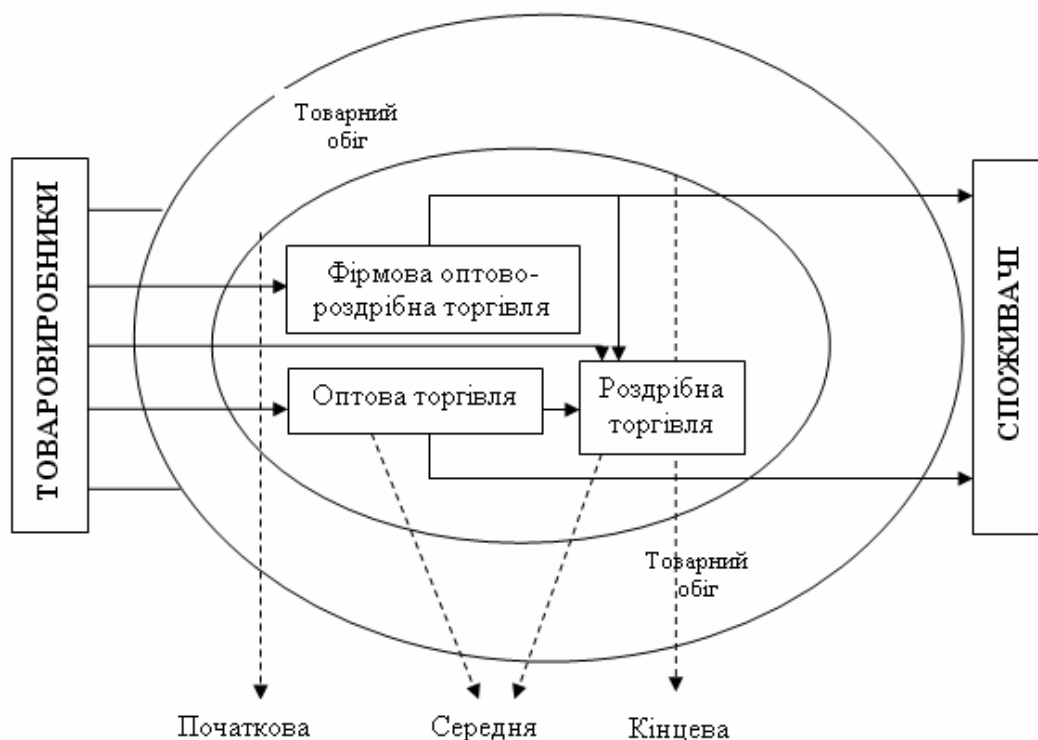 Товарний
обіг
ТОВАРОВИРОБНИКИ
Фірмова оптово-
роздрібна торгівля
Оптова торгівля
Роздрібна
торгівля
СПОЖИВАЧІ
Товарний
обіг
Початкова
Середня
Кінцева